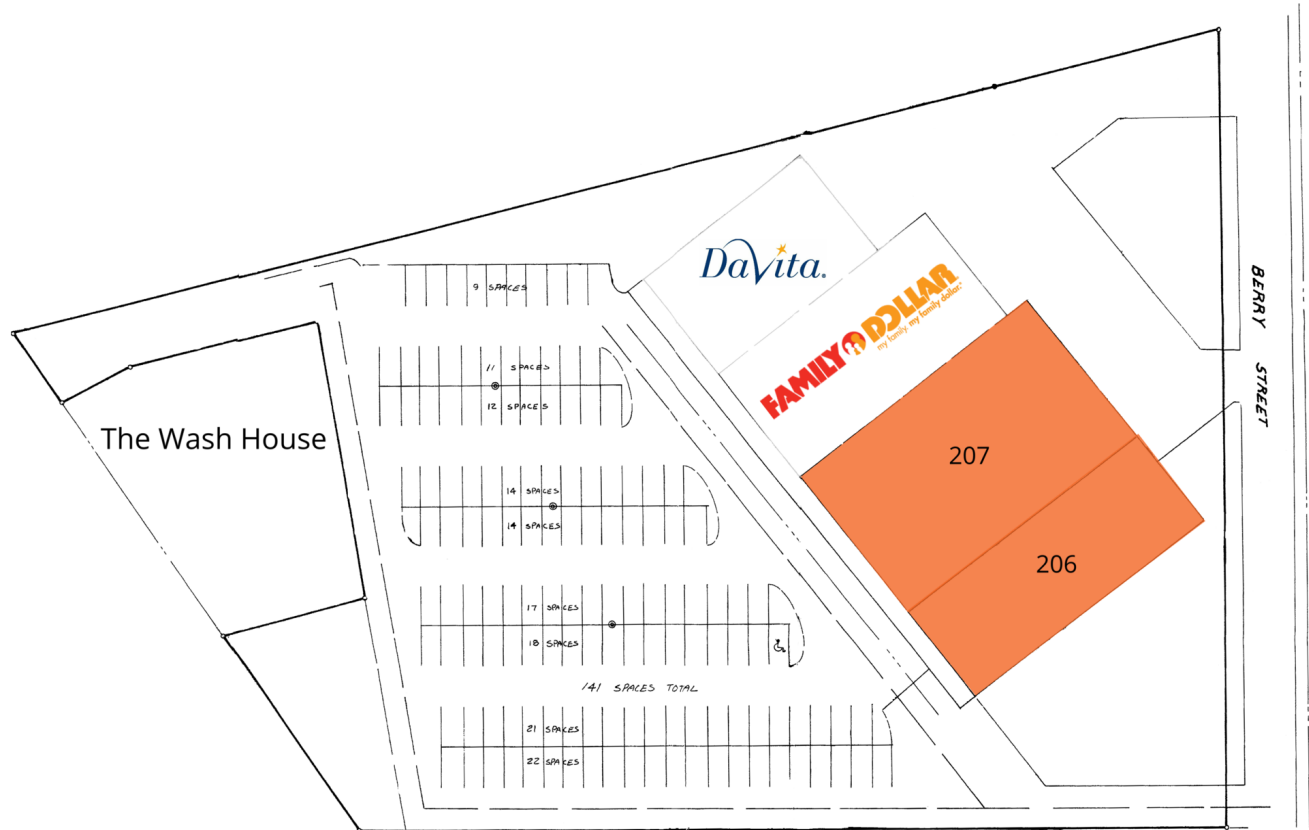 DaVita.
9 SPACES
BERRY STREET
FAMILY DOLLAR
my family. my family dollar.
11 SPACES
12 SPACES
The Wash House
207
14 SPACES
14 SPACES
206
17 SPACES
18 SPACES
141 SPACES TOTAL
21 SPACES
22 SPACES